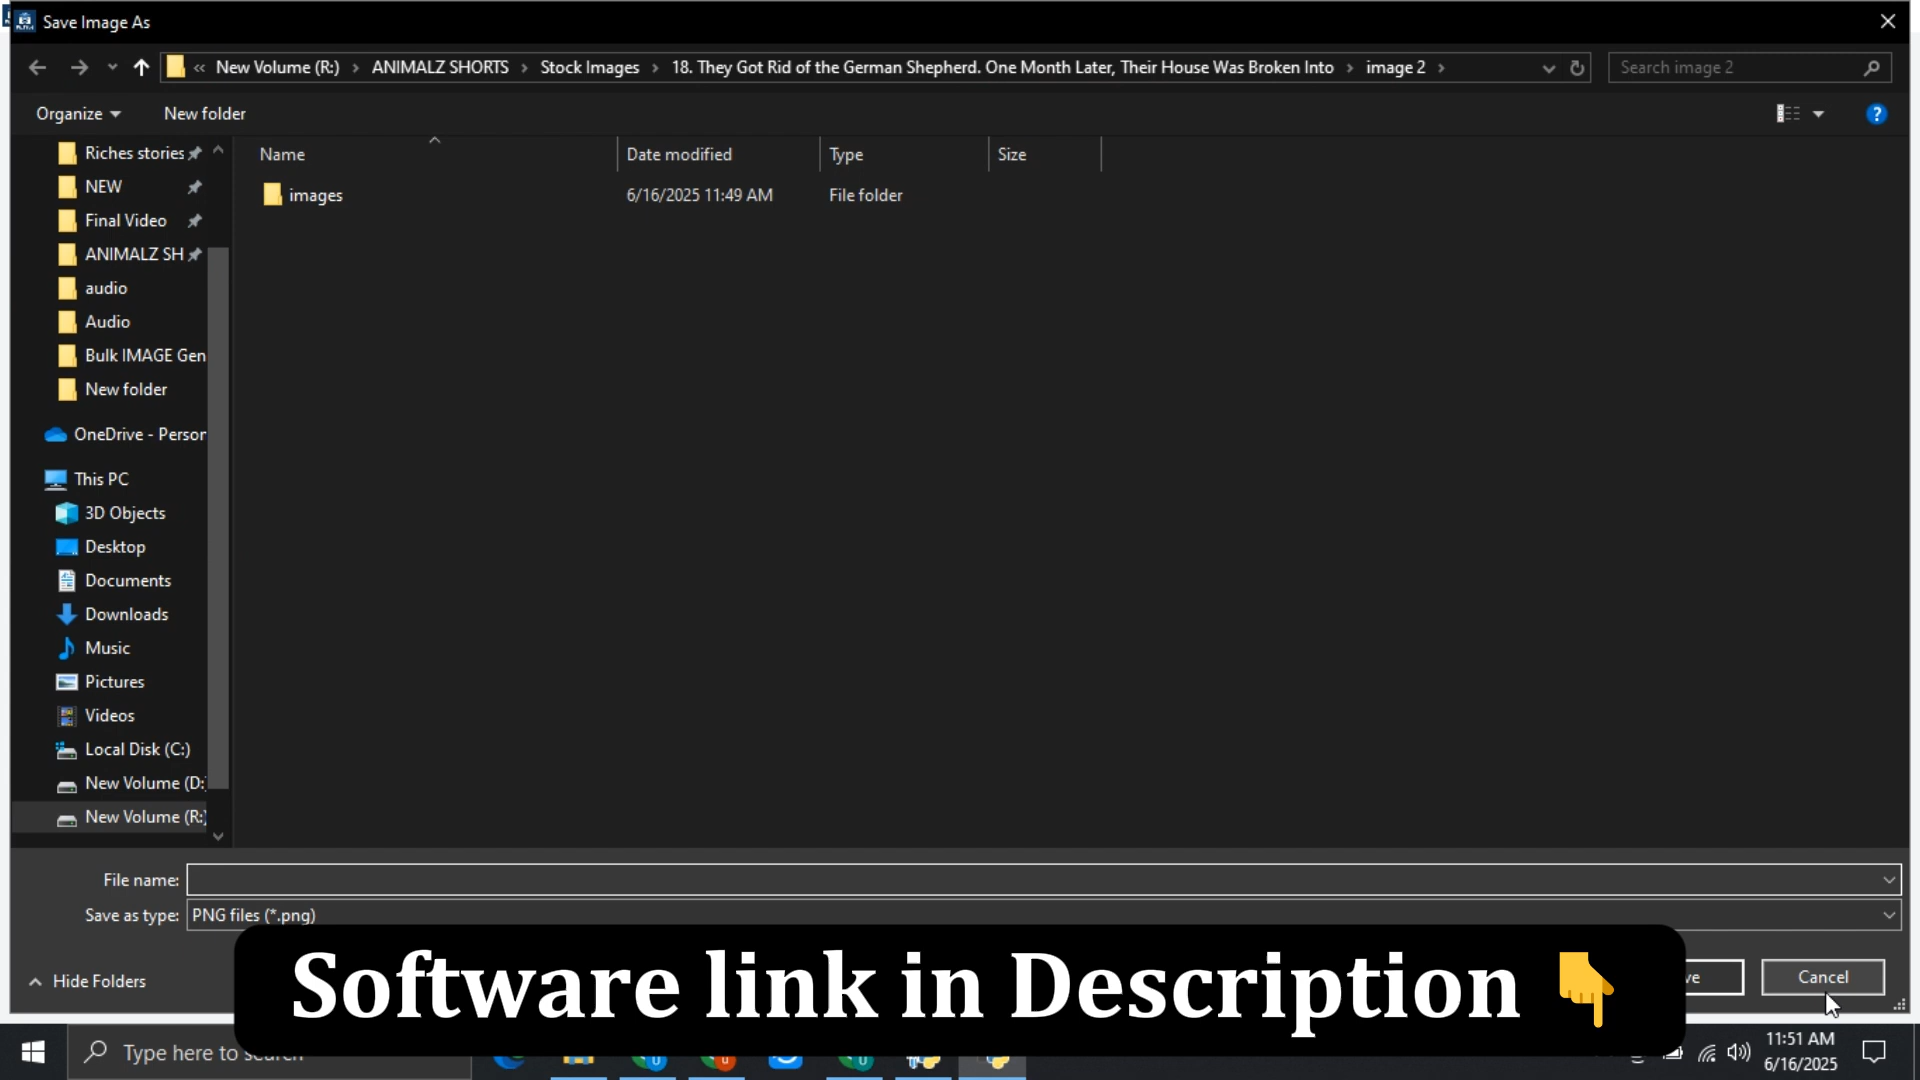 Save Image As
« New Volume (R:) > ANIMALZ SHORTS > Stock Images > 18. They Got Rid of the German Shepherd. One Month Later, Their House Was Broken Into > image 2 >
Search image 2
Organize
New folder
?
Name
Date modified
Type
Size
images
6/16/2025 11:49 AM
File folder
Riches stories
NEW
Final Video
ANIMALZ SH
audio
Audio
Bulk IMAGE Gen
New folder
OneDrive - Person
This PC
3D Objects
Desktop
Documents
Downloads
Music
Pictures
Videos
Local Disk (C:)
New Volume (D:)
New Volume (R:)
File name:
Save as type: PNG files (*.png)
Hide Folders
Cancel
Software link in Description 👇
Type here to search
11:51 AM
6/16/2025